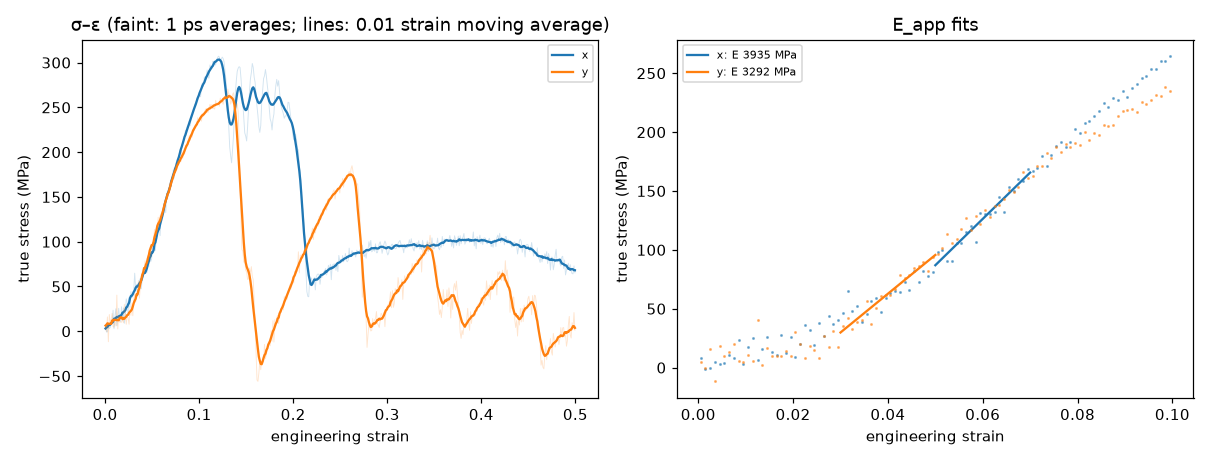 σ–ε (faint: 1 ps averages; lines: 0.01 strain moving average)
x
y
true stress (MPa)
300
250
200
150
100
50
0
−50
0.0 0.1 0.2 0.3 0.4 0.5
engineering strain
E_app fits
x: E 3935 MPa
y: E 3292 MPa
true stress (MPa)
250
200
150
100
50
0
0.00 0.02 0.04 0.06 0.08 0.10
engineering strain